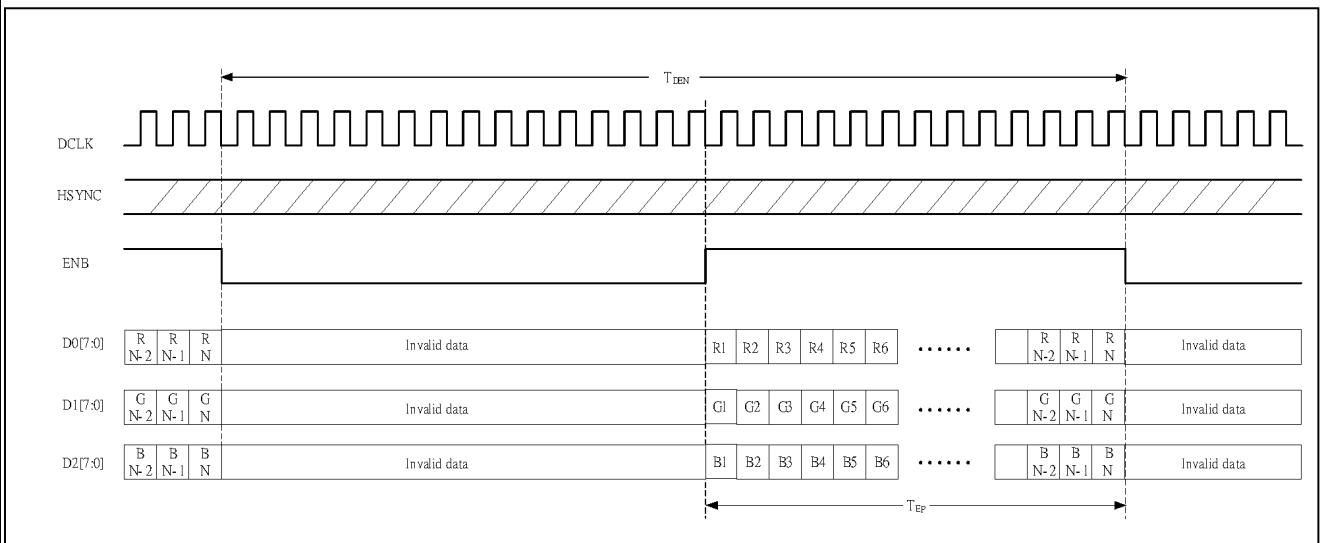 T_DEN
DCLK
HSYNC
ENB
D0[7:0] R N-2 R N-1 R N Invalid data R1 R2 R3 R4 R5 R6 ...... R N-2 R N-1 R N Invalid data
D1[7:0] G N-2 G N-1 G N Invalid data G1 G2 G3 G4 G5 G6 ...... G N-2 G N-1 G N Invalid data
D2[7:0] B N-2 B N-1 B N Invalid data B1 B2 B3 B4 B5 B6 ...... B N-2 B N-1 B N Invalid data
T_EP